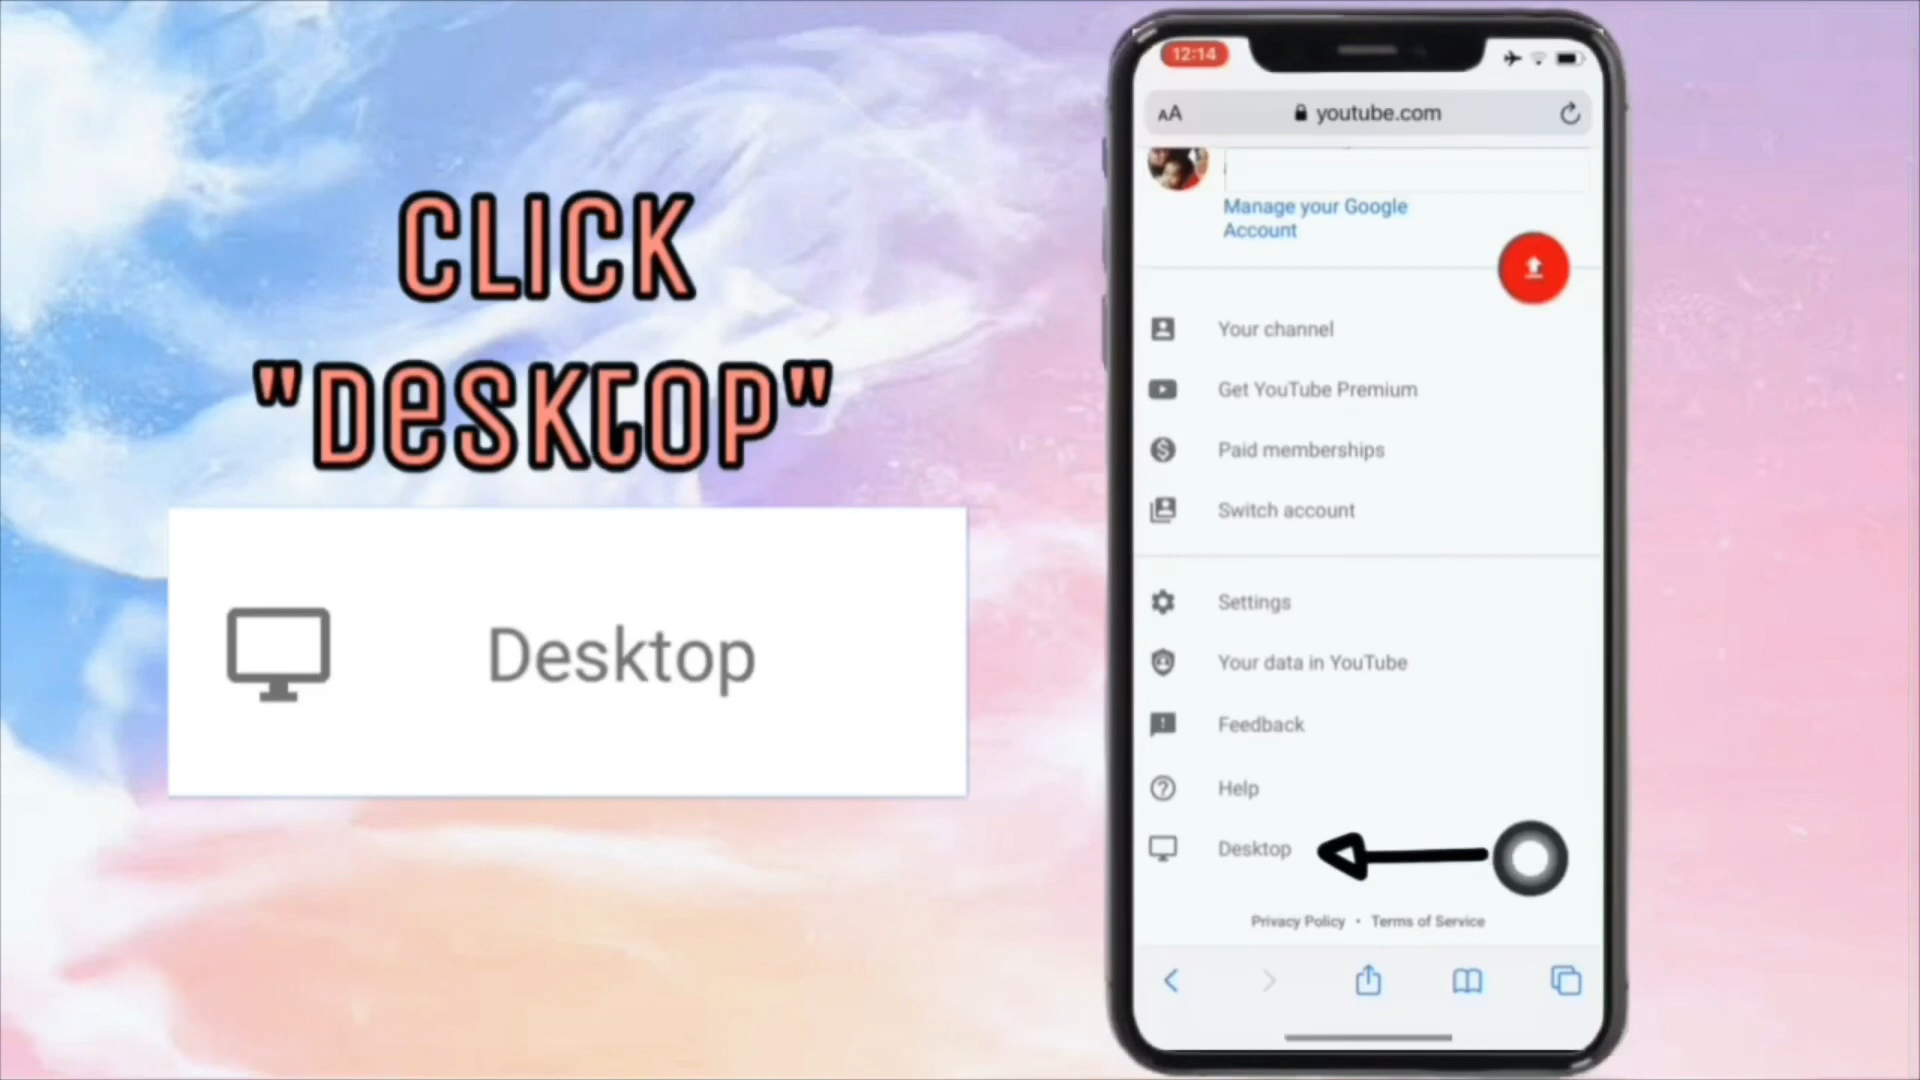 CLICK
"DESKTOP"
Desktop
12:14
AA
youtube.com
Manage your Google
Account
Your channel
Get YouTube Premium
Paid memberships
Switch account
Settings
Your data in YouTube
Feedback
Help
Desktop
Privacy Policy • Terms of Service